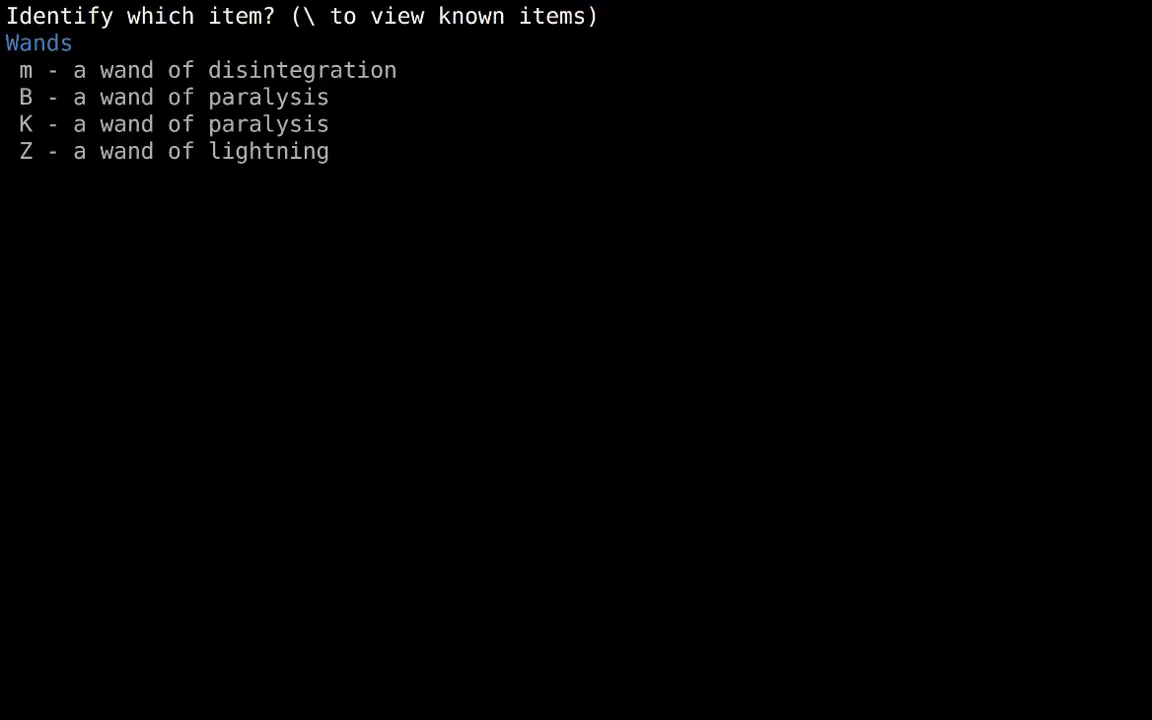 Identify which item? (\ to view known items)
Wands
m - a wand of disintegration
B - a wand of paralysis
K - a wand of paralysis
Z - a wand of lightning